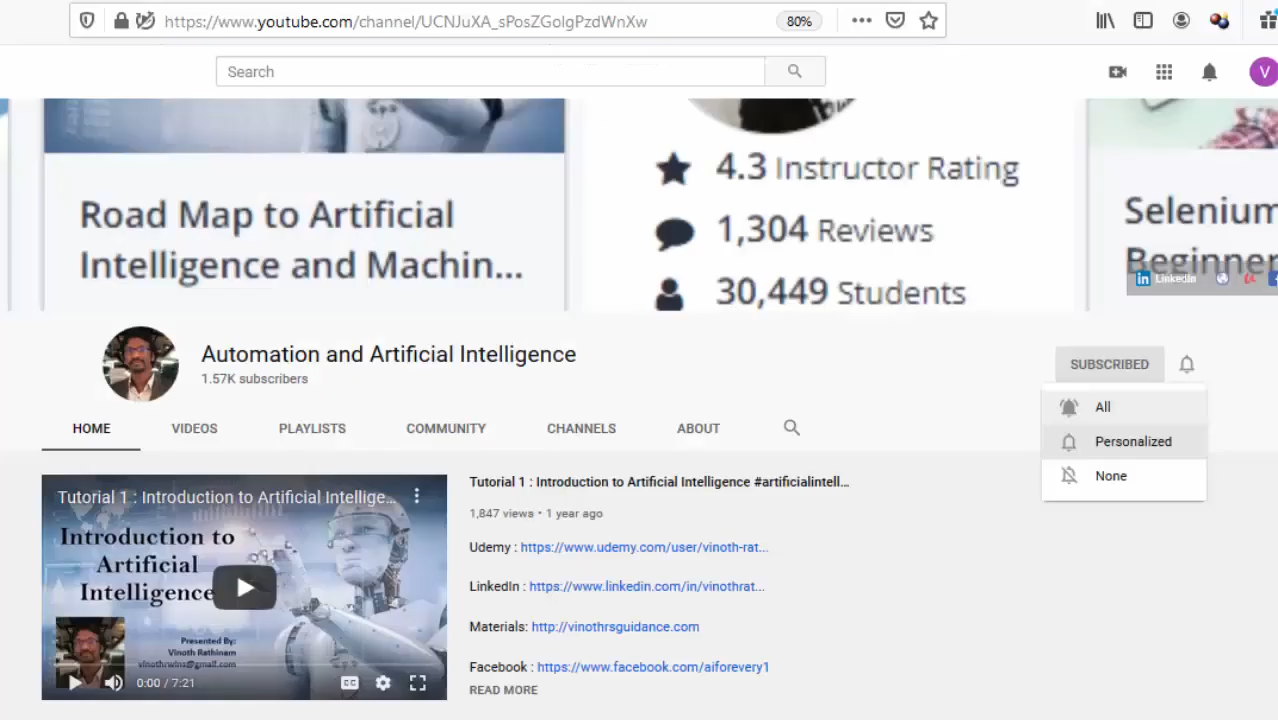 https://www.youtube.com/channel/UCNJuXA_sPosZGolgPzdWnXw
80%
Search
V
Road Map to Artificial
Intelligence and Machin...
4.3 Instructor Rating
1,304 Reviews
30,449 Students
Selenium
Beginner
LinkedIn
Automation and Artificial Intelligence
1.57K subscribers
SUBSCRIBED
All
Personalized
None
HOME
VIDEOS
PLAYLISTS
COMMUNITY
CHANNELS
ABOUT
Tutorial 1 : Introduction to Artificial Intellige...
Introduction to
Artificial
Intelligence
Presented By:
Vinoth Rathinam
vinothrwins@gmail.com
0:00 / 7:21
CC
Tutorial 1 : Introduction to Artificial Intelligence #artificialintell...
1,847 views • 1 year ago
Udemy : https://www.udemy.com/user/vinoth-rat...
LinkedIn : https://www.linkedin.com/in/vinothrat...
Materials: http://vinothrsguidance.com
Facebook : https://www.facebook.com/aiforevery1
READ MORE